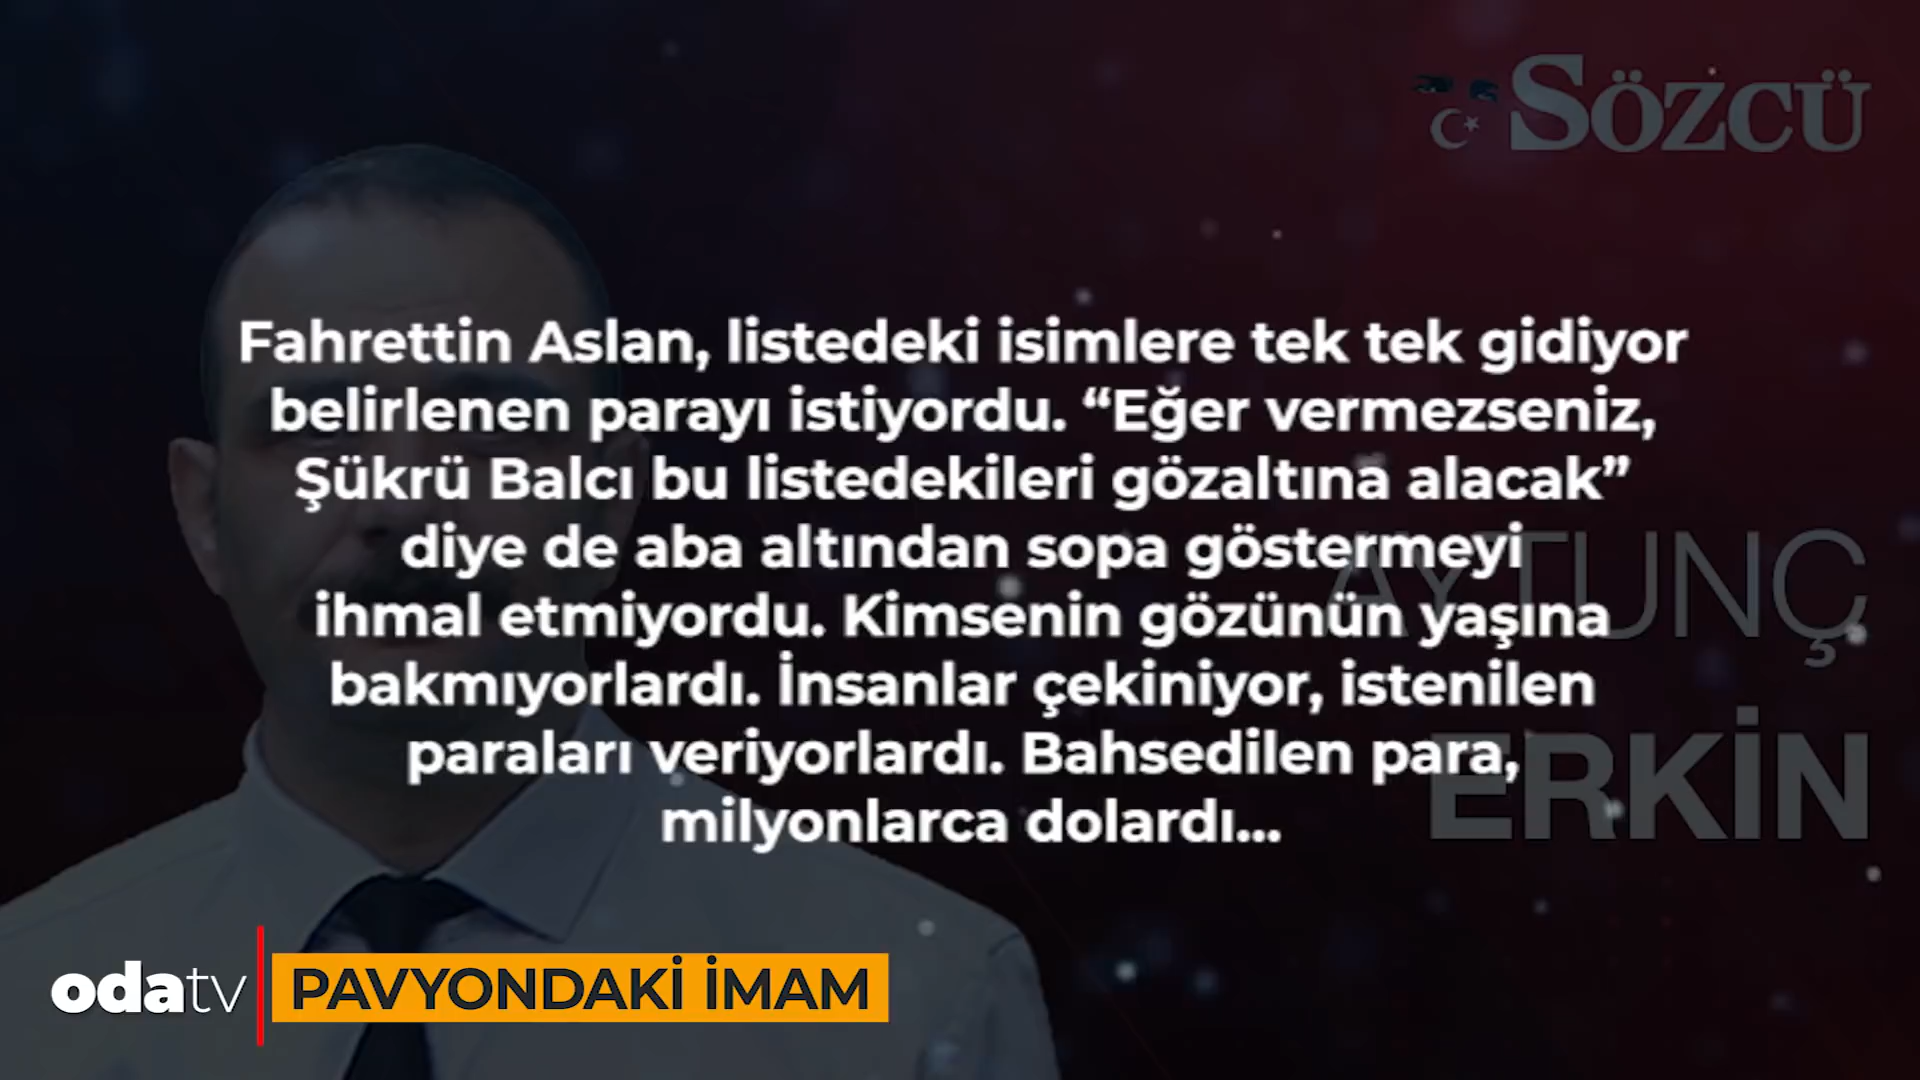 SÖZCÜ
Fahrettin Aslan, listedeki isimlere tek tek gidiyor
belirlenen parayı istiyordu. “Eğer vermezseniz,
Şükrü Balcı bu listedekileri gözaltına alacak”
diye de aba altından sopa göstermeyi
ihmal etmiyordu. Kimsenin gözünün yaşına
bakmıyorlardı. İnsanlar çekiniyor, istenilen
paraları veriyorlardı. Bahsedilen para,
milyonlarca dolardı...
AYTUNÇ
ERKİN
odatv
PAVYONDAKİ İMAM